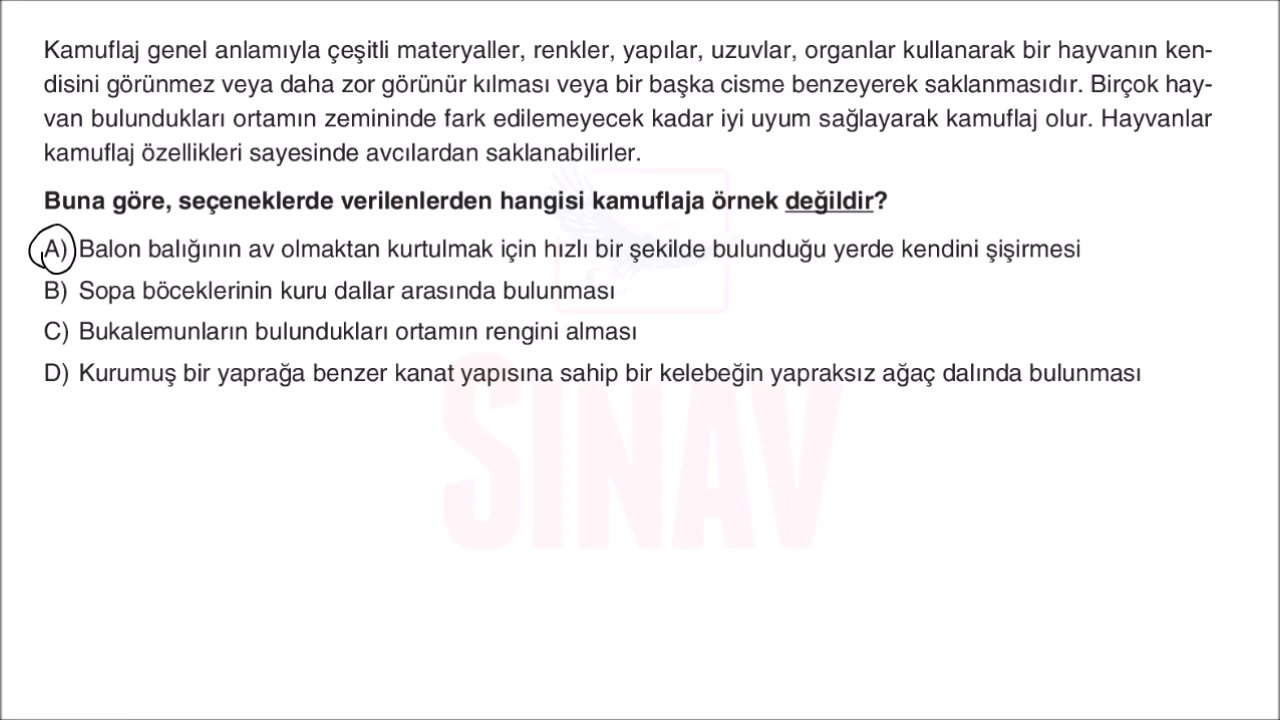 Kamuflaj genel anlamıyla çeşitli materyaller, renkler, yapılar, uzuvlar, organlar kullanarak bir hayvanın ken-
disini görünmez veya daha zor görünür kılması veya bir başka cisme benzeyerek saklanmasıdır. Birçok hay-
van bulundukları ortamın zemininde fark edilemeyecek kadar iyi uyum sağlayarak kamuflaj olur. Hayvanlar
kamuflaj özellikleri sayesinde avcılardan saklanabilirler.
Buna göre, seçeneklerde verilenlerden hangisi kamuflaja örnek değildir?
A) Balon balığının av olmaktan kurtulmak için hızlı bir şekilde bulunduğu yerde kendini şişirmesi
B) Sopa böceklerinin kuru dallar arasında bulunması
C) Bukalemunların bulundukları ortamın rengini alması
D) Kurumuş bir yaprağa benzer kanat yapısına sahip bir kelebeğin yapraksız ağaç dalında bulunması
SINAV